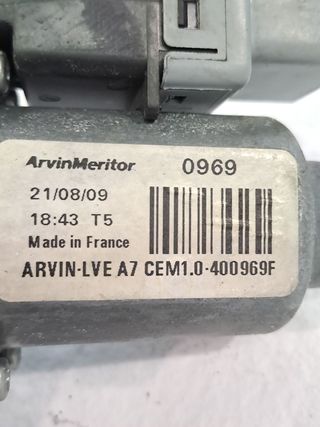 ArvinMeritor 0969
21/08/09
18:43 T5
Made in France
ARVIN-LVE A7 CEM1.0-400969F